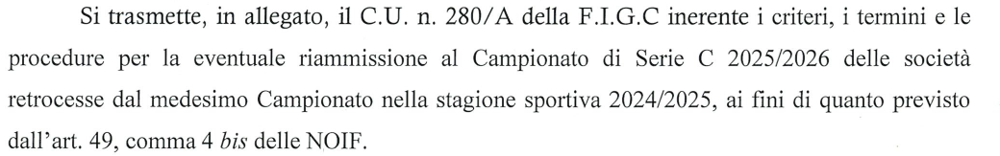 Si trasmette, in allegato, il C.U. n. 280/A della F.I.G.C inerente i criteri, i termini e le
procedure per la eventuale riammissione al Campionato di Serie C 2025/2026 delle società
retrocesse dal medesimo Campionato nella stagione sportiva 2024/2025, ai fini di quanto previsto
dall'art. 49, comma 4 bis delle NOIF.